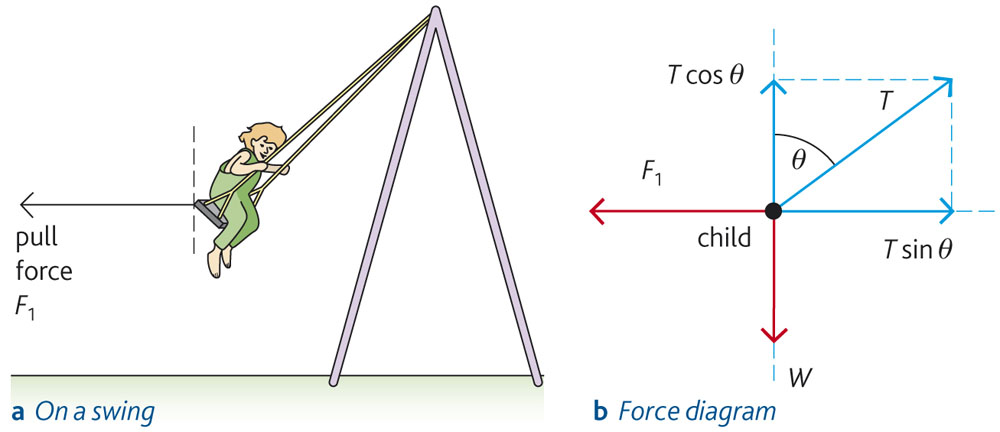 pull
force
F₁
a On a swing
T cos θ
T
θ
F₁
child
T sin θ
W
b Force diagram